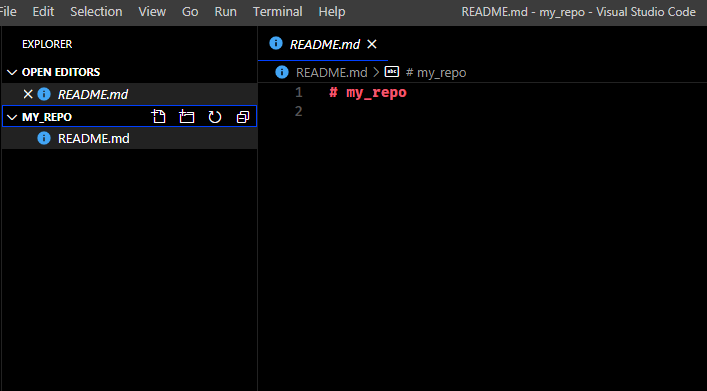 File Edit Selection View Go Run Terminal Help README.md - my_repo - Visual Studio Code
EXPLORER
OPEN EDITORS
README.md
MY_REPO
README.md
README.md
README.md > abc # my_repo
1 # my_repo
2